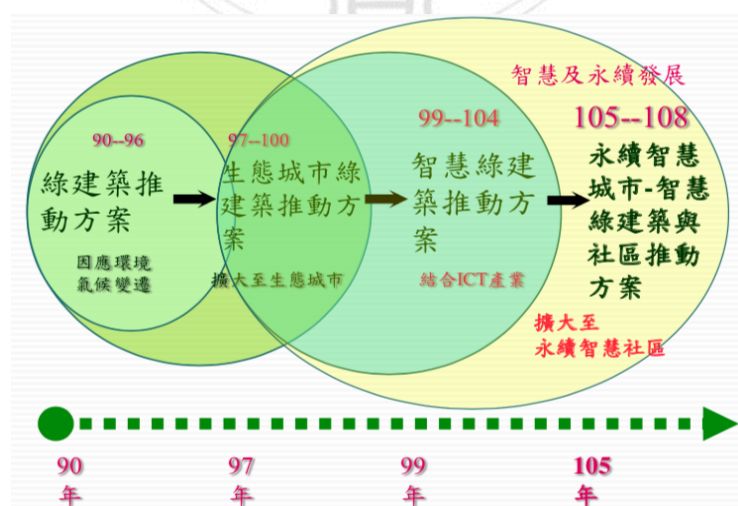 智慧及永續發展
90--96
綠建築推
動方案
因應環境
氣候變遷
97--100
生態城市綠
建築推動方
案
擴大至生態城市
99--104
智慧綠建
築推動方
案
結合ICT產業
105--108
永續智慧
城市-智慧
綠建築與
社區推動
方案
擴大至
永續智慧社區
90
年
97
年
99
年
105
年